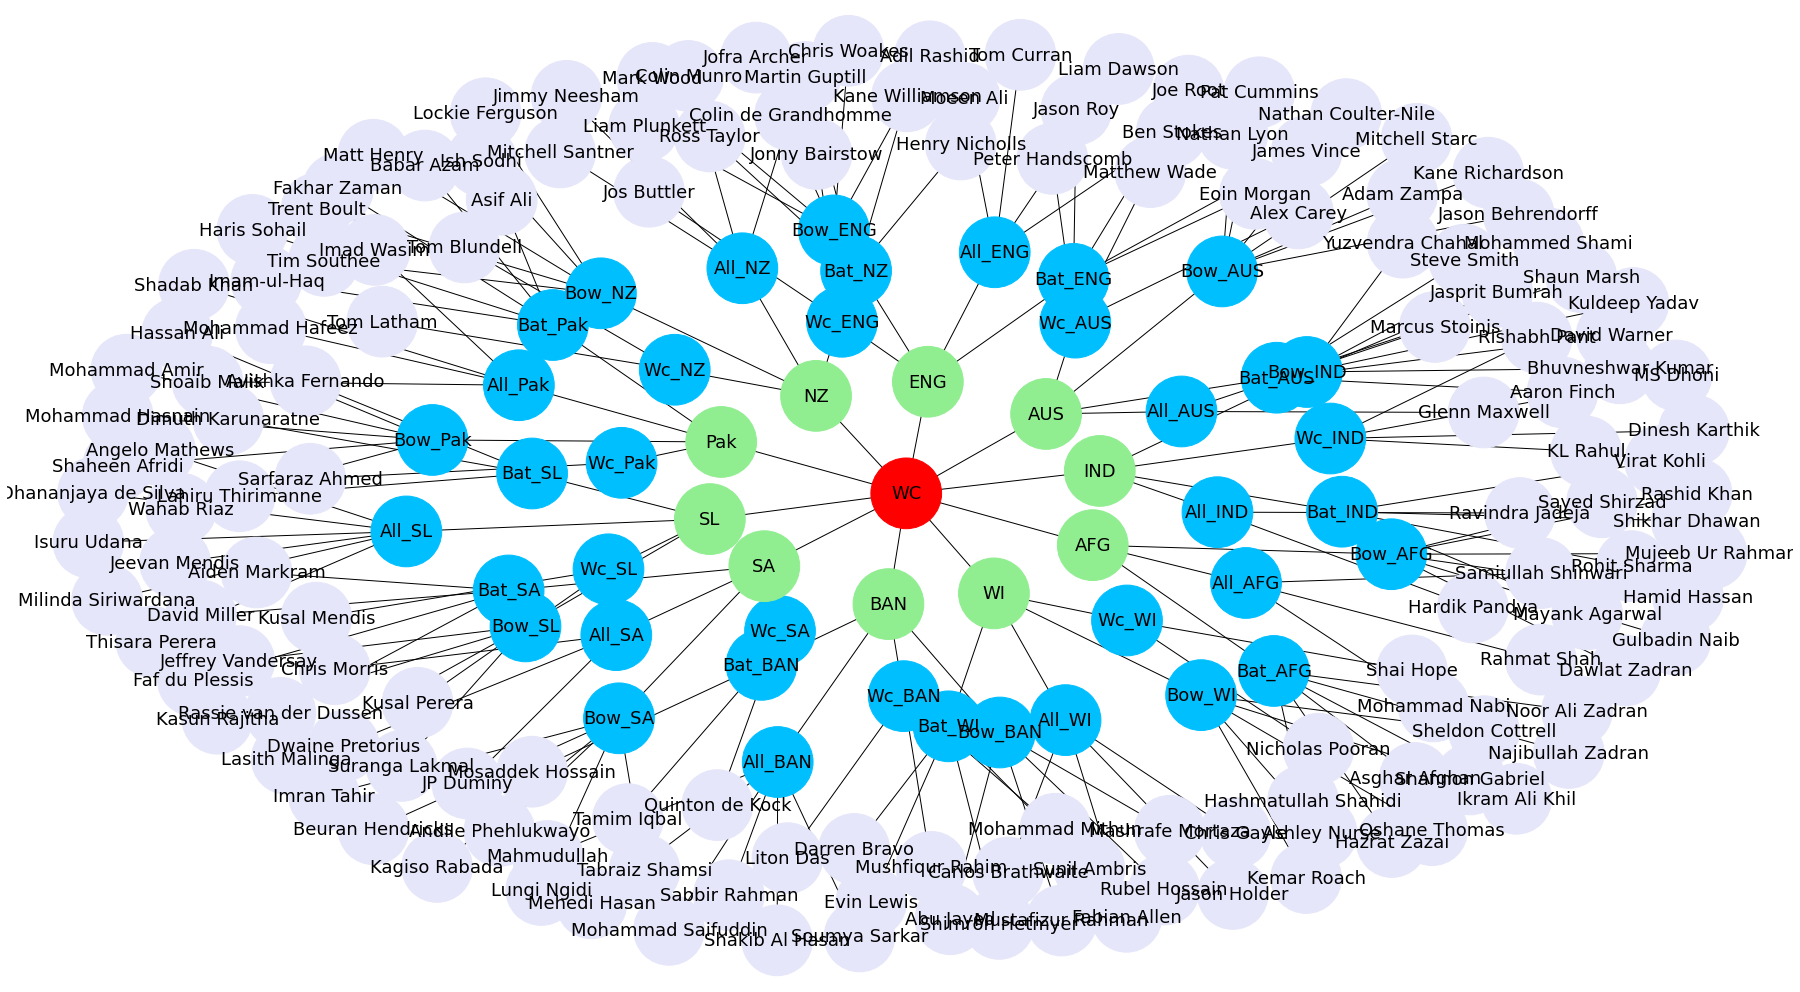 Chris Woakes
Adil Rashid
Tom Curran
Jofra Archer
Liam Dawson
Mark Wood
Colin Munro
Martin Guptill
Joe Root
Pat Cummins
Jimmy Neesham
Kane Williamson
Moeen Ali
Jason Roy
Lockie Ferguson
Colin de Grandhomme
Nathan Coulter-Nile
Liam Plunkett
Ross Taylor
Ben Stokes
Nathan Lyon
Mitchell Starc
Matt Henry
Babar Azam
Ish Sodhi
Mitchell Santner
Jonny Bairstow
Henry Nicholls
Peter Handscomb
James Vince
Matthew Wade
Kane Richardson
Fakhar Zaman
Asif Ali
Jos Buttler
Eoin Morgan
Adam Zampa
Trent Boult
Alex Carey
Jason Behrendorff
Haris Sohail
Bow_ENG
Imad Wasim
Tom Blundell
All_ENG
Yuzvendra Chahal
Mohammed Shami
Tim Southee
All_NZ
Bat_NZ
Bat_ENG
Bow_AUS
Steve Smith
Shadab Khan
Imam-ul-Haq
Bow_NZ
Shaun Marsh
Jasprit Bumrah
Kuldeep Yadav
Hassan Ali
Mohammad Hafeez
Tom Latham
Bat_Pak
Wc_ENG
Wc_AUS
Marcus Stoinis
Rishabh Pant
David Warner
Mohammad Amir
Shoaib Malik
Avishka Fernando
All_Pak
Wc_NZ
NZ
ENG
Bat_AUS
Bow_IND
Bhuvneshwar Kumar
MS Dhoni
Aaron Finch
Mohammad Hasnain
Dimuth Karunaratne
Bow_Pak
Pak
AUS
All_AUS
Glenn Maxwell
Wc_IND
Dinesh Karthik
Angelo Mathews
Shaheen Afridi
Sarfaraz Ahmed
Bat_SL
Wc_Pak
IND
KL Rahul
Virat Kohli
Dhananjaya de Silva
Lahiru Thirimanne
WC
Rashid Khan
Sayed Shirzad
Wahab Riaz
SL
All_IND
Bat_IND
Ravindra Jadeja
Shikhar Dhawan
Isuru Udana
All_SL
AFG
Bow_AFG
Mujeeb Ur Rahman
Jeevan Mendis
Aiden Markram
Wc_SL
SA
All_AFG
Samiullah Shinwari
Rohit Sharma
Milinda Siriwardana
David Miller
Kusal Mendis
Bat_SA
BAN
WI
Hardik Pandya
Mayank Agarwal
Hamid Hassan
Thisara Perera
Bow_SL
All_SA
Wc_SA
Wc_WI
Gulbadin Naib
Jeffrey Vandersay
Faf du Plessis
Chris Morris
Bat_BAN
Bat_AFG
Shai Hope
Rahmat Shah
Dawlat Zadran
Kusal Perera
Wc_BAN
Bow_WI
Mohammad Nabi
Noor Ali Zadran
Kasun Rajitha
Rassie van der Dussen
Bow_SA
Bat_WI
Bow_BAN
All_WI
Sheldon Cottrell
Dwaine Pretorius
Nicholas Pooran
Najibullah Zadran
Lasith Malinga
Suranga Lakmal
Mosaddek Hossain
All_BAN
Asghar Afghan
Shannon Gabriel
Imran Tahir
JP Duminy
Quinton de Kock
Hashmatullah Shahidi
Ikram Ali Khil
Beuran Hendricks
Andile Phehlukwayo
Tamim Iqbal
Mohammad Mithun
Mashrafe Mortaza
Chris Gayle
Ashley Nurse
Oshane Thomas
Hazrat Zazai
Kagiso Rabada
Mahmudullah
Tabraiz Shamsi
Liton Das
Darren Bravo
Mushfiqur Rahim
Carlos Brathwaite
Sunil Ambris
Kemar Roach
Lungi Ngidi
Mehedi Hasan
Sabbir Rahman
Evin Lewis
Rubel Hossain
Jason Holder
Mohammad Saifuddin
Shakib Al Hasan
Soumya Sarkar
Abu Jayed
Shimron Hetmyer
Mustafizur Rahman
Fabian Allen